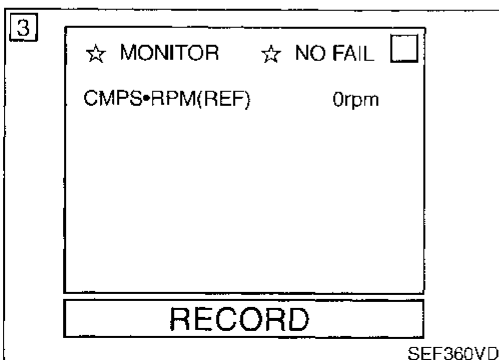 3
☆ MONITOR ☆ NO FAIL □
CMPS•RPM(REF) 0rpm
RECORD
SEF360VD